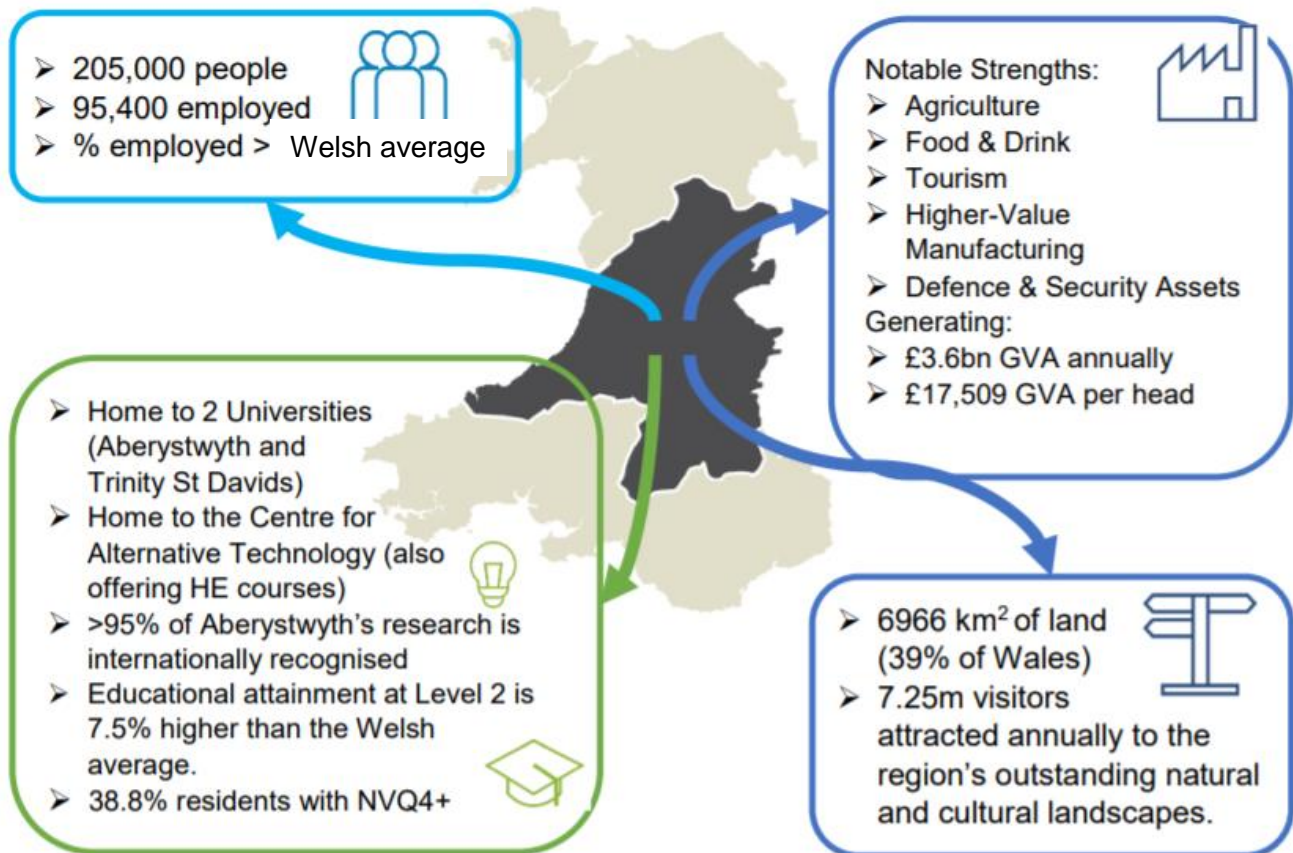 ➢ 205,000 people
➢ 95,400 employed
➢ % employed > Welsh average
Notable Strengths:
➢ Agriculture
➢ Food & Drink
➢ Tourism
➢ Higher-Value
Manufacturing
➢ Defence & Security Assets
Generating:
➢ £3.6bn GVA annually
➢ £17,509 GVA per head
➢ Home to 2 Universities
(Aberystwyth and
Trinity St Davids)
➢ Home to the Centre for
Alternative Technology (also
offering HE courses)
➢ >95% of Aberystwyth's research is
internationally recognised
➢ Educational attainment at Level 2 is
7.5% higher than the Welsh
average.
➢ 38.8% residents with NVQ4+
➢ 6966 km² of land
(39% of Wales)
➢ 7.25m visitors
attracted annually to the
region's outstanding natural
and cultural landscapes.